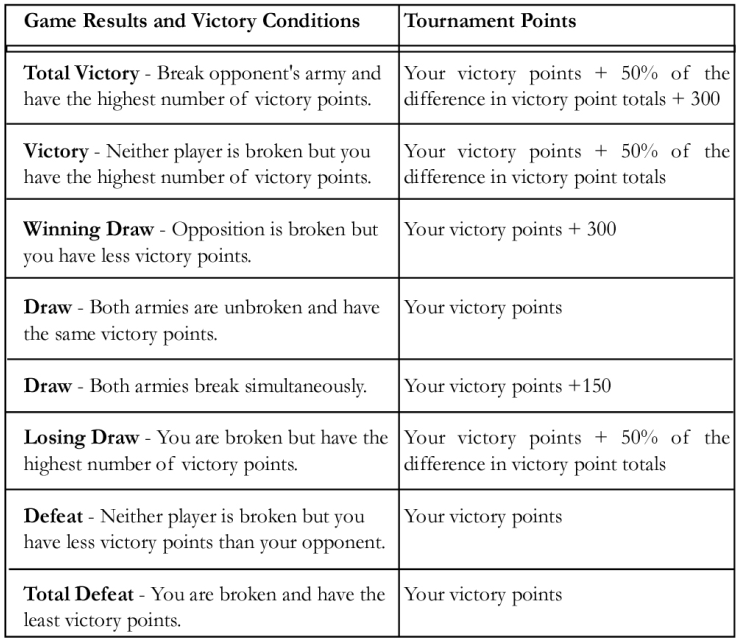 Game Results and Victory Conditions
Tournament Points
Total Victory - Break opponent's army and
have the highest number of victory points.
Your victory points + 50% of the
difference in victory point totals + 300
Victory - Neither player is broken but you
have the highest number of victory points.
Your victory points + 50% of the
difference in victory point totals
Winning Draw - Opposition is broken but
you have less victory points.
Your victory points + 300
Draw - Both armies are unbroken and have
the same victory points.
Your victory points
Draw - Both armies break simultaneously.
Your victory points +150
Losing Draw - You are broken but have the
highest number of victory points.
Your victory points + 50% of the
difference in victory point totals
Defeat - Neither player is broken but you
have less victory points than your opponent.
Your victory points
Total Defeat - You are broken and have the
least victory points.
Your victory points